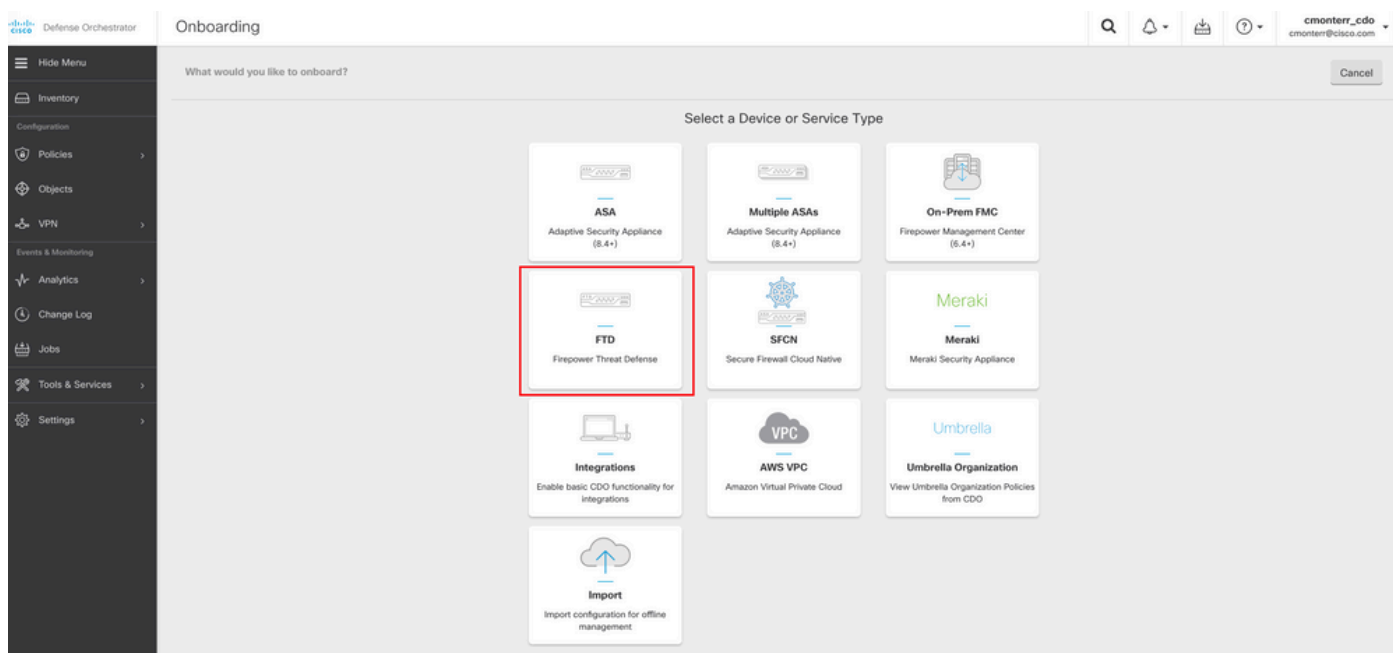 cisco Defense Orchestrator
Onboarding
cmonterr_cdo
cmonterr@cisco.com
Hide Menu
Inventory
Configuration
Policies
Objects
VPN
Events & Monitoring
Analytics
Change Log
Jobs
Tools & Services
Settings
What would you like to onboard?
Cancel
Select a Device or Service Type
ASA
Adaptive Security Appliance
(8.4+)
Multiple ASAs
Adaptive Security Appliance
(8.4+)
On-Prem FMC
Firepower Management Center
(6.4+)
FTD
Firepower Threat Defense
SFCN
Secure Firewall Cloud Native
Meraki
Meraki
Meraki Security Appliance
Integrations
Enable basic CDO functionality for
integrations
VPC
AWS VPC
Amazon Virtual Private Cloud
Umbrella
Umbrella Organization
View Umbrella Organization Policies
from CDO
Import
Import configuration for offline
management